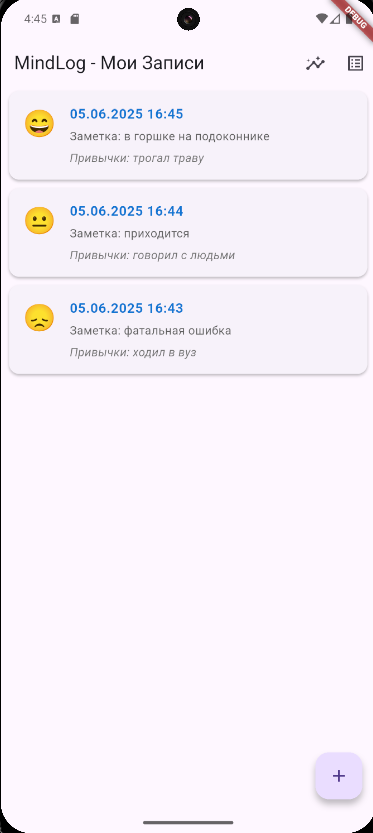 4:45
DEBUG
MindLog - Мои Записи
05.06.2025 16:45
Заметка: в горшке на подоконнике
Привычки: трогал траву
05.06.2025 16:44
Заметка: приходится
Привычки: говорил с людьми
05.06.2025 16:43
Заметка: фатальная ошибка
Привычки: ходил в вуз
+